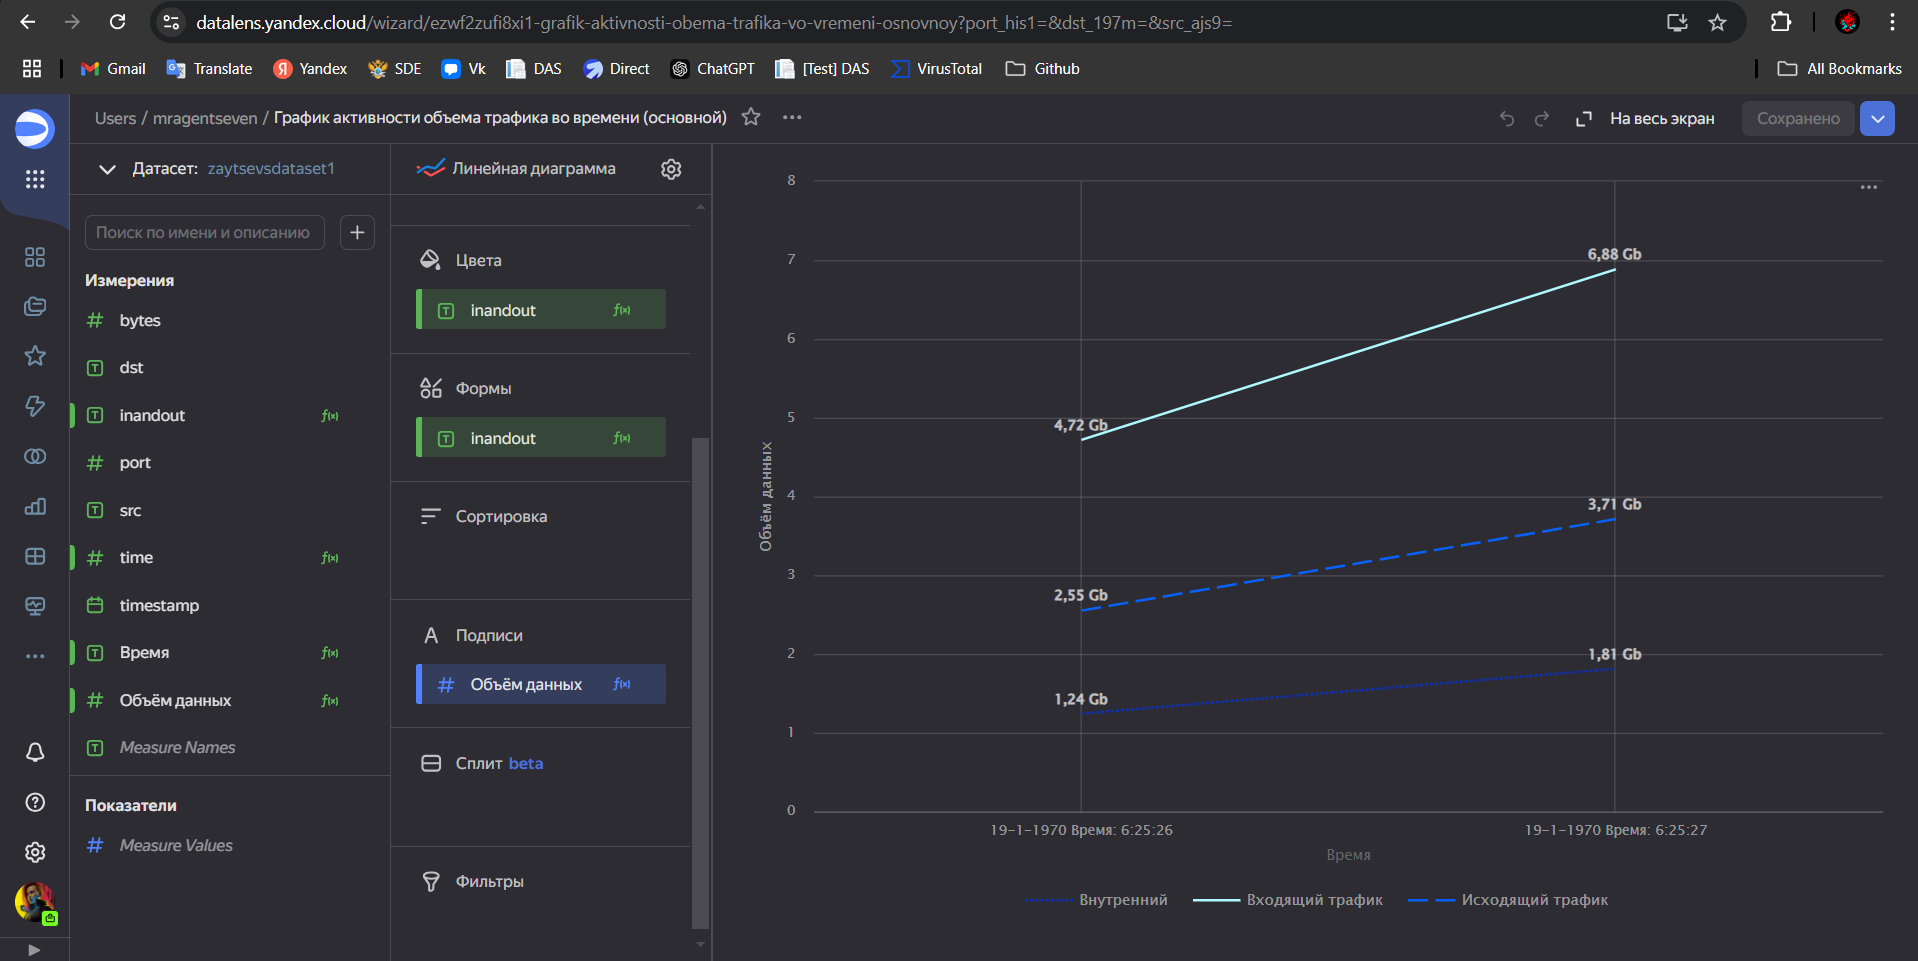 datalens.yandex.cloud/wizard/ezwf2zufi8xi1-grafik-aktivnosti-obema-trafika-vo-vremeni-osnovnoy?port_his1=&dst_197m=&src_ajs9=
Gmail Translate Yandex SDE Vk DAS Direct ChatGPT [Test] DAS VirusTotal Github All Bookmarks
Users / mragentseven / График активности объема трафика во времени (основной) На весь экран Сохранено
Датасет: zaytsevsdataset1
Поиск по имени и описанию
Измерения
bytes
dst
inandout
port
src
time
timestamp
Время
Объём данных
Measure Names
Показатели
Measure Values
Линейная диаграмма
Цвета
inandout
Формы
inandout
Сортировка
Подписи
Объём данных
Сплит beta
Фильтры
8
7
6
5
4
3
2
1
0
Объём данных
6,88 Gb
4,72 Gb
3,71 Gb
2,55 Gb
1,81 Gb
1,24 Gb
19-1-1970 Время: 6:25:26
19-1-1970 Время: 6:25:27
Время
Внутренний Входящий трафик Исходящий трафик